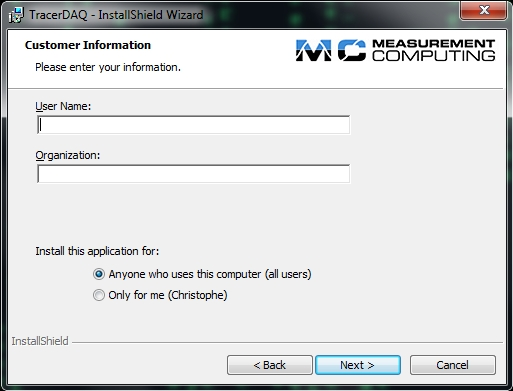 TracerDAQ - InstallShield Wizard
Customer Information
Please enter your information.
MC MEASUREMENT
COMPUTING
User Name:
Organization:
Install this application for:
Anyone who uses this computer (all users)
Only for me (Christophe)
InstallShield
< Back
Next >
Cancel